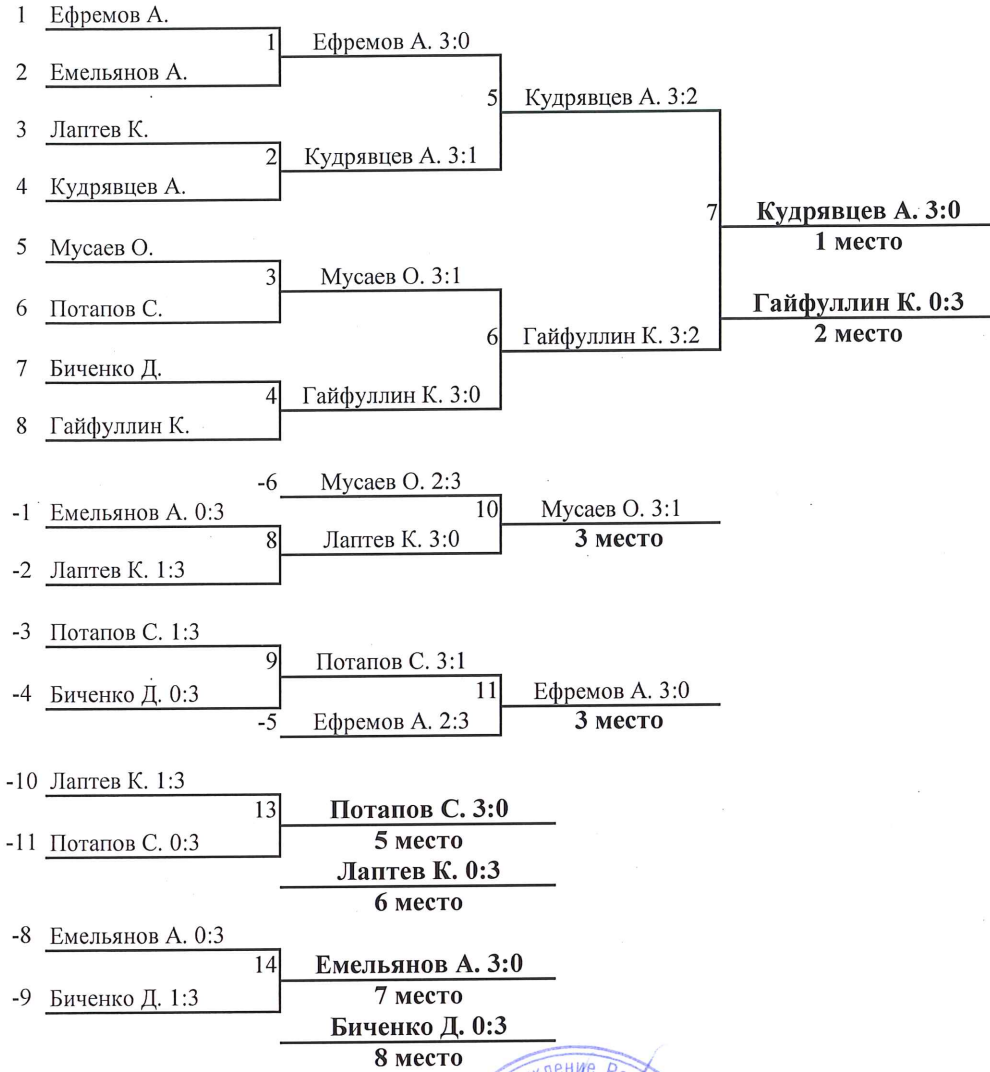 1 Ефремов А.
1 Ефремов А. 3:0
2 Емельянов А.
5 Кудрявцев А. 3:2
3 Лаптев К.
2 Кудрявцев А. 3:1
4 Кудрявцев А.
7 Кудрявцев А. 3:0
1 место
5 Мусаев О.
3 Мусаев О. 3:1
6 Потапов С.
Гайфуллин К. 0:3
2 место
6 Гайфуллин К. 3:2
7 Биченко Д.
4 Гайфуллин К. 3:0
8 Гайфуллин К.
-6 Мусаев О. 2:3
-1 Емельянов А. 0:3
10 Мусаев О. 3:1
3 место
8 Лаптев К. 3:0
-2 Лаптев К. 1:3
-3 Потапов С. 1:3
9 Потапов С. 3:1
-4 Биченко Д. 0:3
11 Ефремов А. 3:0
3 место
-5 Ефремов А. 2:3
-10 Лаптев К. 1:3
13 Потапов С. 3:0
5 место
-11 Потапов С. 0:3
Лаптев К. 0:3
6 место
-8 Емельянов А. 0:3
14 Емельянов А. 3:0
7 место
-9 Биченко Д. 1:3
Биченко Д. 0:3
8 место